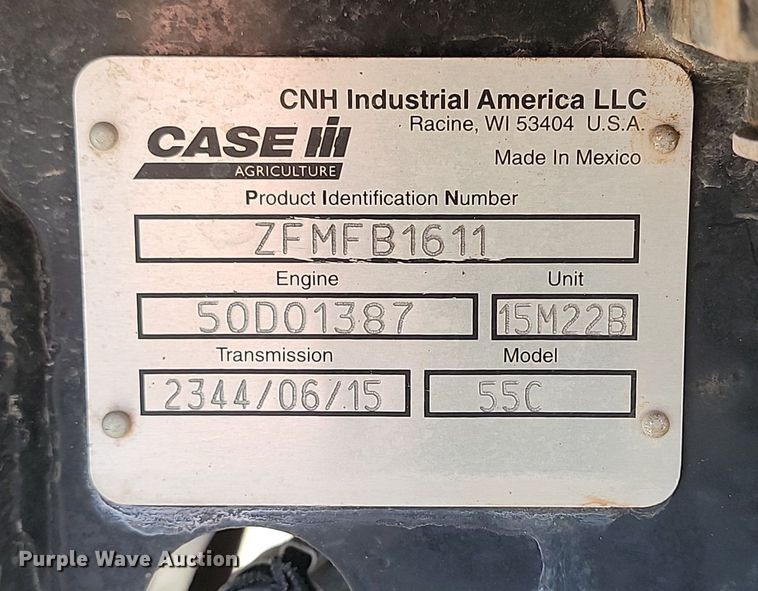 CNH Industrial America LLC
Racine, WI 53404 U.S.A.
CASE IH
AGRICULTURE
Made In Mexico
Product Identification Number
ZFMFB1611
Engine Unit
50D01387 15M22B
Transmission Model
2344/06/15 55C
Purple Wave Auction